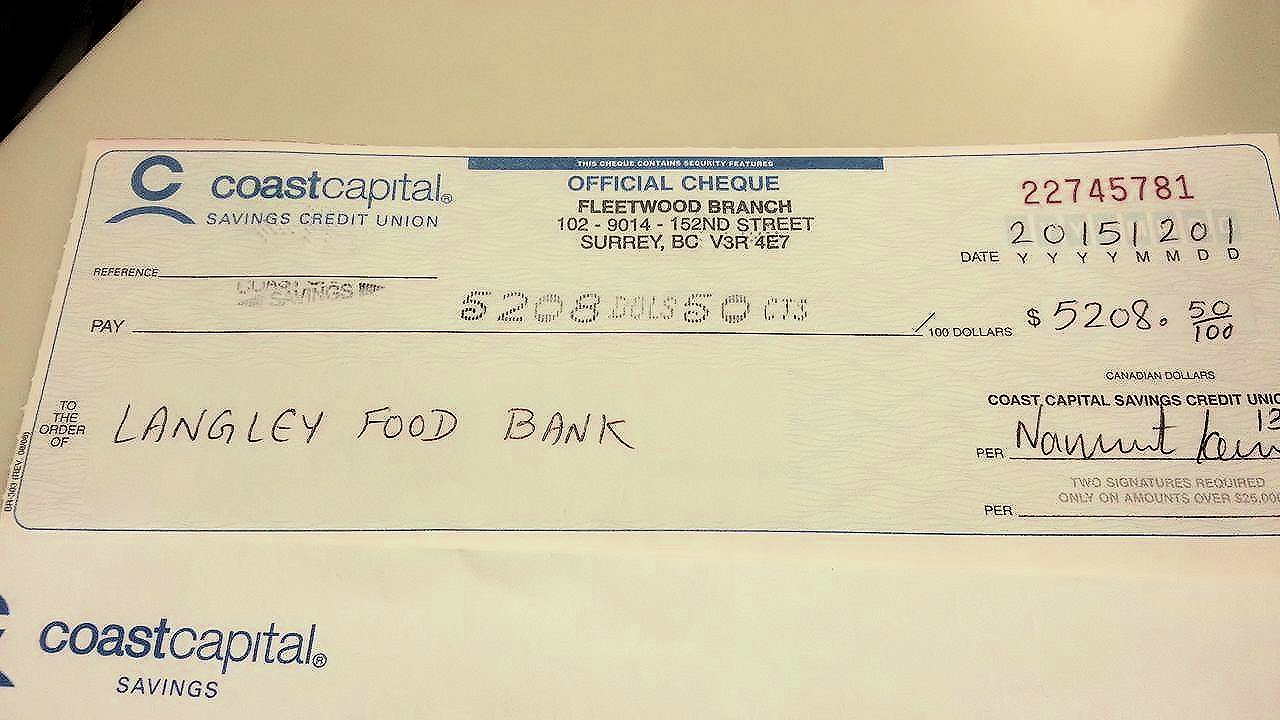 THIS CHEQUE CONTAINS SECURITY FEATURES
coastcapital®
SAVINGS CREDIT UNION
OFFICIAL CHEQUE
FLEETWOOD BRANCH
102 - 9014 - 152ND STREET
SURREY, BC V3R 4E7
22745781
20151201
DATE Y Y Y Y M M D D
REFERENCE
SAVINGS
PAY 5208 DOLS 50 CTS /100 DOLLARS
$ 5208. 50/100
CANADIAN DOLLARS
TO
THE
ORDER
OF
LANGLEY FOOD BANK
COAST CAPITAL SAVINGS CREDIT
13
PER
TWO SIGNATURES REQUIRED
ONLY ON AMOUNTS OVER
PER
coastcapital®
SAVINGS